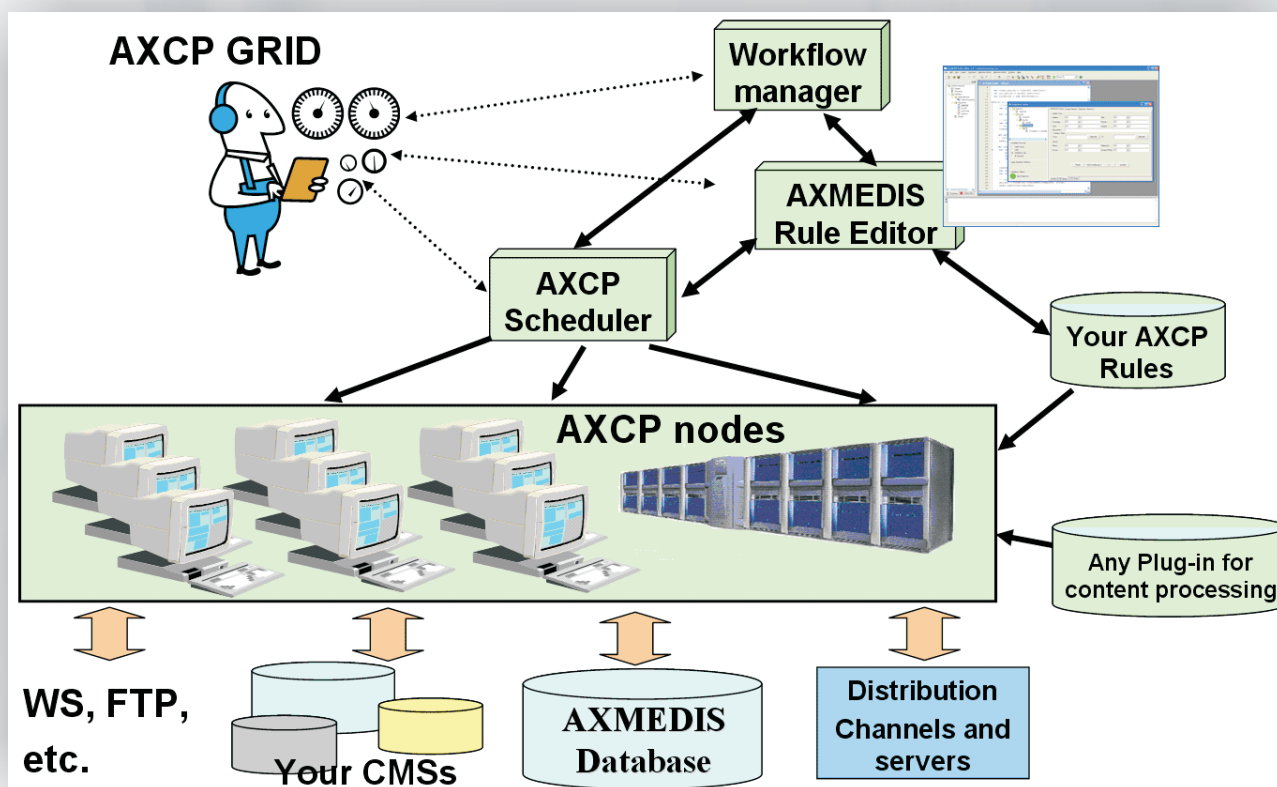 AXCP GRID
Workflow
manager
AXMEDIS
Rule Editor
AXCP
Scheduler
Your AXCP
Rules
AXCP nodes
Any Plug-in for
content processing
WS, FTP,
etc.
Your CMSs
AXMEDIS
Database
Distribution
Channels and
servers